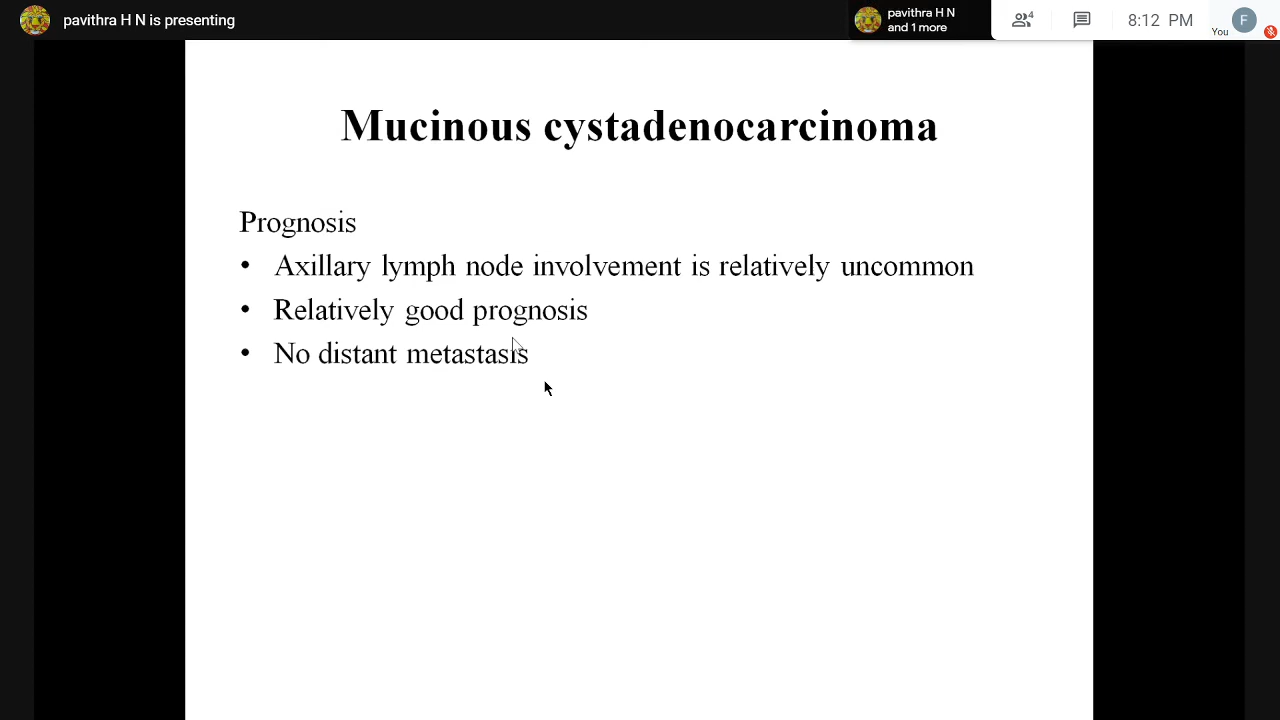 pavithra H N is presenting
pavithra H N
and 1 more
4
8:12 PM
You
F
Mucinous cystadenocarcinoma
Prognosis
• Axillary lymph node involvement is relatively uncommon
• Relatively good prognosis
• No distant metastasis